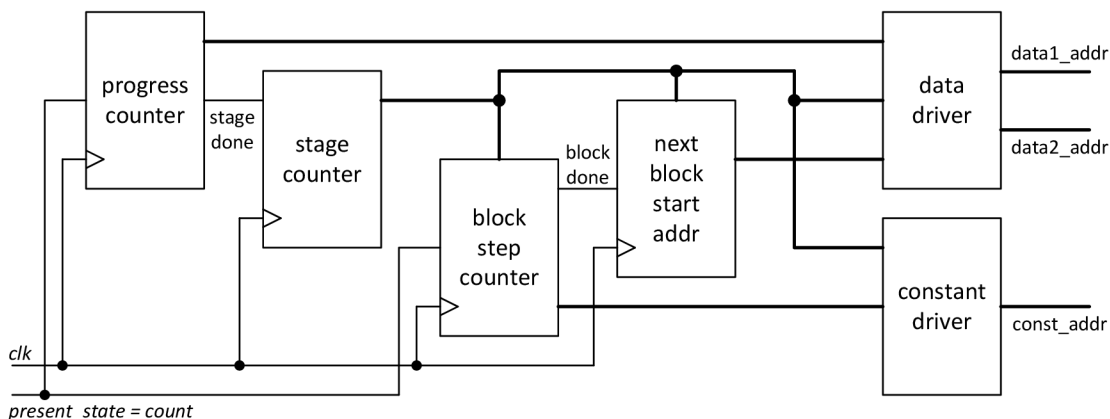 progress
counter
stage
done
stage
counter
block
step
counter
block
done
next
block
start
addr
data
driver
data1_addr
data2_addr
constant
driver
const_addr
clk
present_state = count